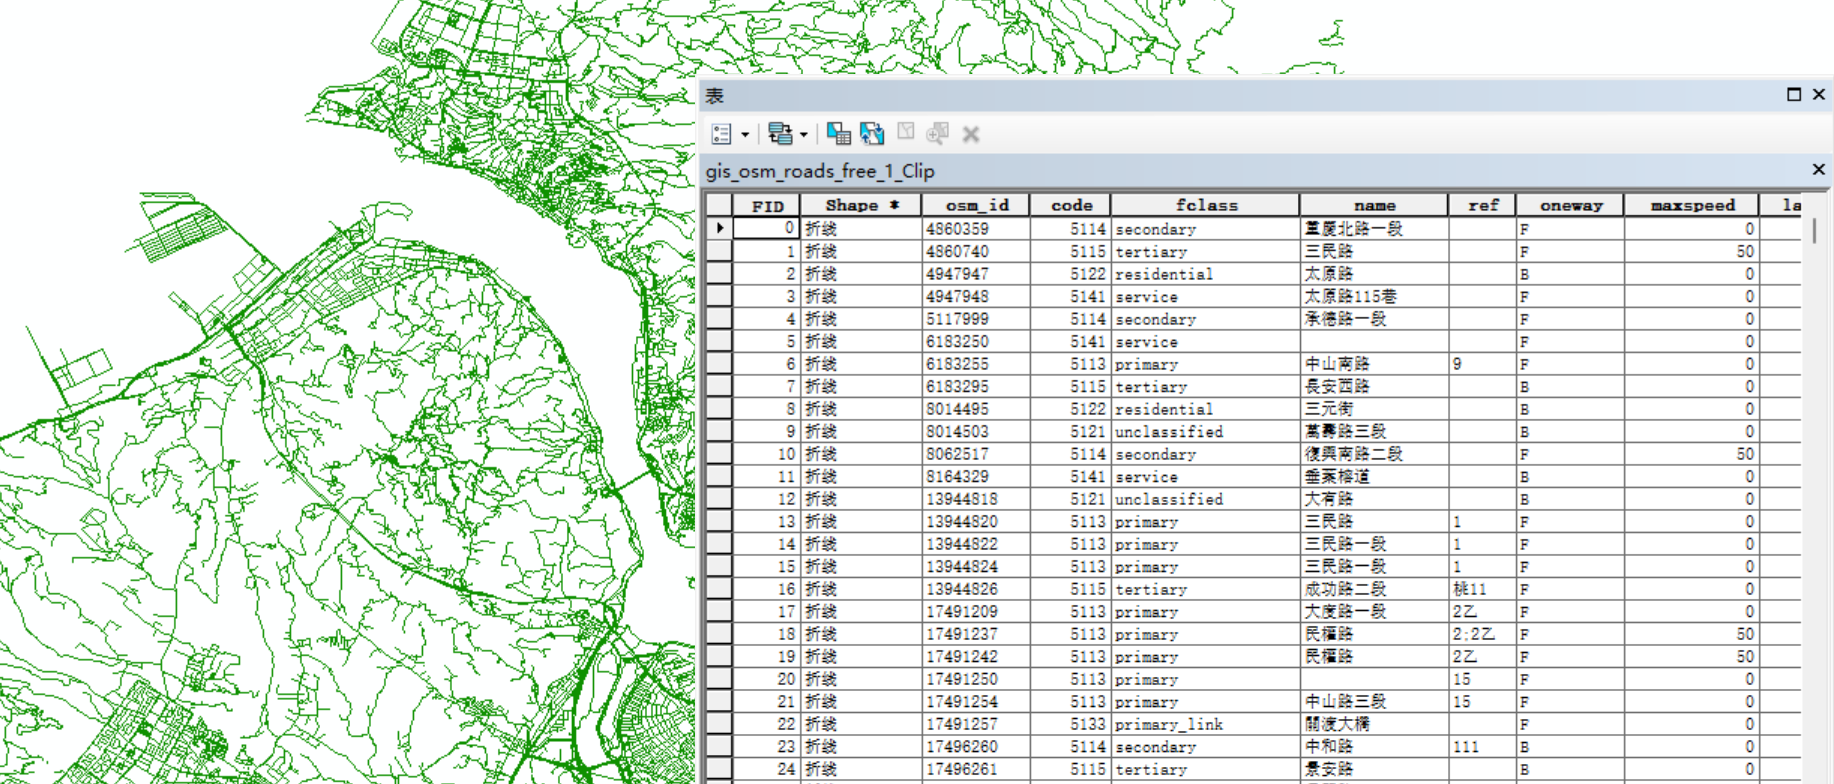 表
gis_osm_roads_free_1_Clip
FID Shape * osm_id code fclass name ref oneway maxspeed la
0 折线 4860359 5114 secondary 重慶北路一段 F 0
1 折线 4860740 5115 tertiary 三民路 F 50
2 折线 4947947 5122 residential 太原路 B 0
3 折线 4947948 5141 service 太原路115巷 F 0
4 折线 5117999 5114 secondary 承德路一段 F 0
5 折线 6183250 5141 service F 0
6 折线 6183255 5113 primary 中山南路 9 F 0
7 折线 6183295 5115 tertiary 長安西路 B 0
8 折线 8014495 5122 residential 三元街 B 0
9 折线 8014503 5121 unclassified 萬壽路三段 B 0
10 折线 8062517 5114 secondary 復興南路二段 F 50
11 折线 8164329 5141 service 垂葉榕道 B 0
12 折线 13944818 5121 unclassified 大有路 B 0
13 折线 13944820 5113 primary 三民路 1 F 0
14 折线 13944822 5113 primary 三民路一段 1 F 0
15 折线 13944824 5113 primary 三民路一段 1 F 0
16 折线 13944826 5115 tertiary 成功路二段 桃11 F 0
17 折线 17491209 5113 primary 大度路一段 2乙 F 0
18 折线 17491237 5113 primary 民權路 2;2乙 F 50
19 折线 17491242 5113 primary 民權路 2乙 F 50
20 折线 17491250 5113 primary 15 F 0
21 折线 17491254 5113 primary 中山路三段 15 F 0
22 折线 17491257 5133 primary_link 關渡大橋 F 0
23 折线 17496260 5114 secondary 中和路 111 B 0
24 折线 17496261 5115 tertiary 景安路 B 0